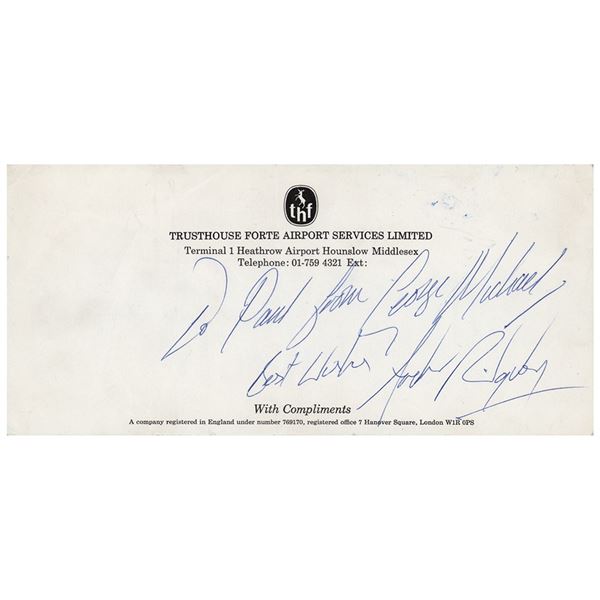 thf
TRUSTHOUSE FORTE AIRPORT SERVICES LIMITED
Terminal 1 Heathrow Airport Hounslow Middlesex
Telephone: 01-759 4321 Ext:
To Paul from George Michael
Best Wishes Andrew Ridgeley
With Compliments
A company registered in England under number 769170, registered office 7 Hanover Square, London W1R 0PS